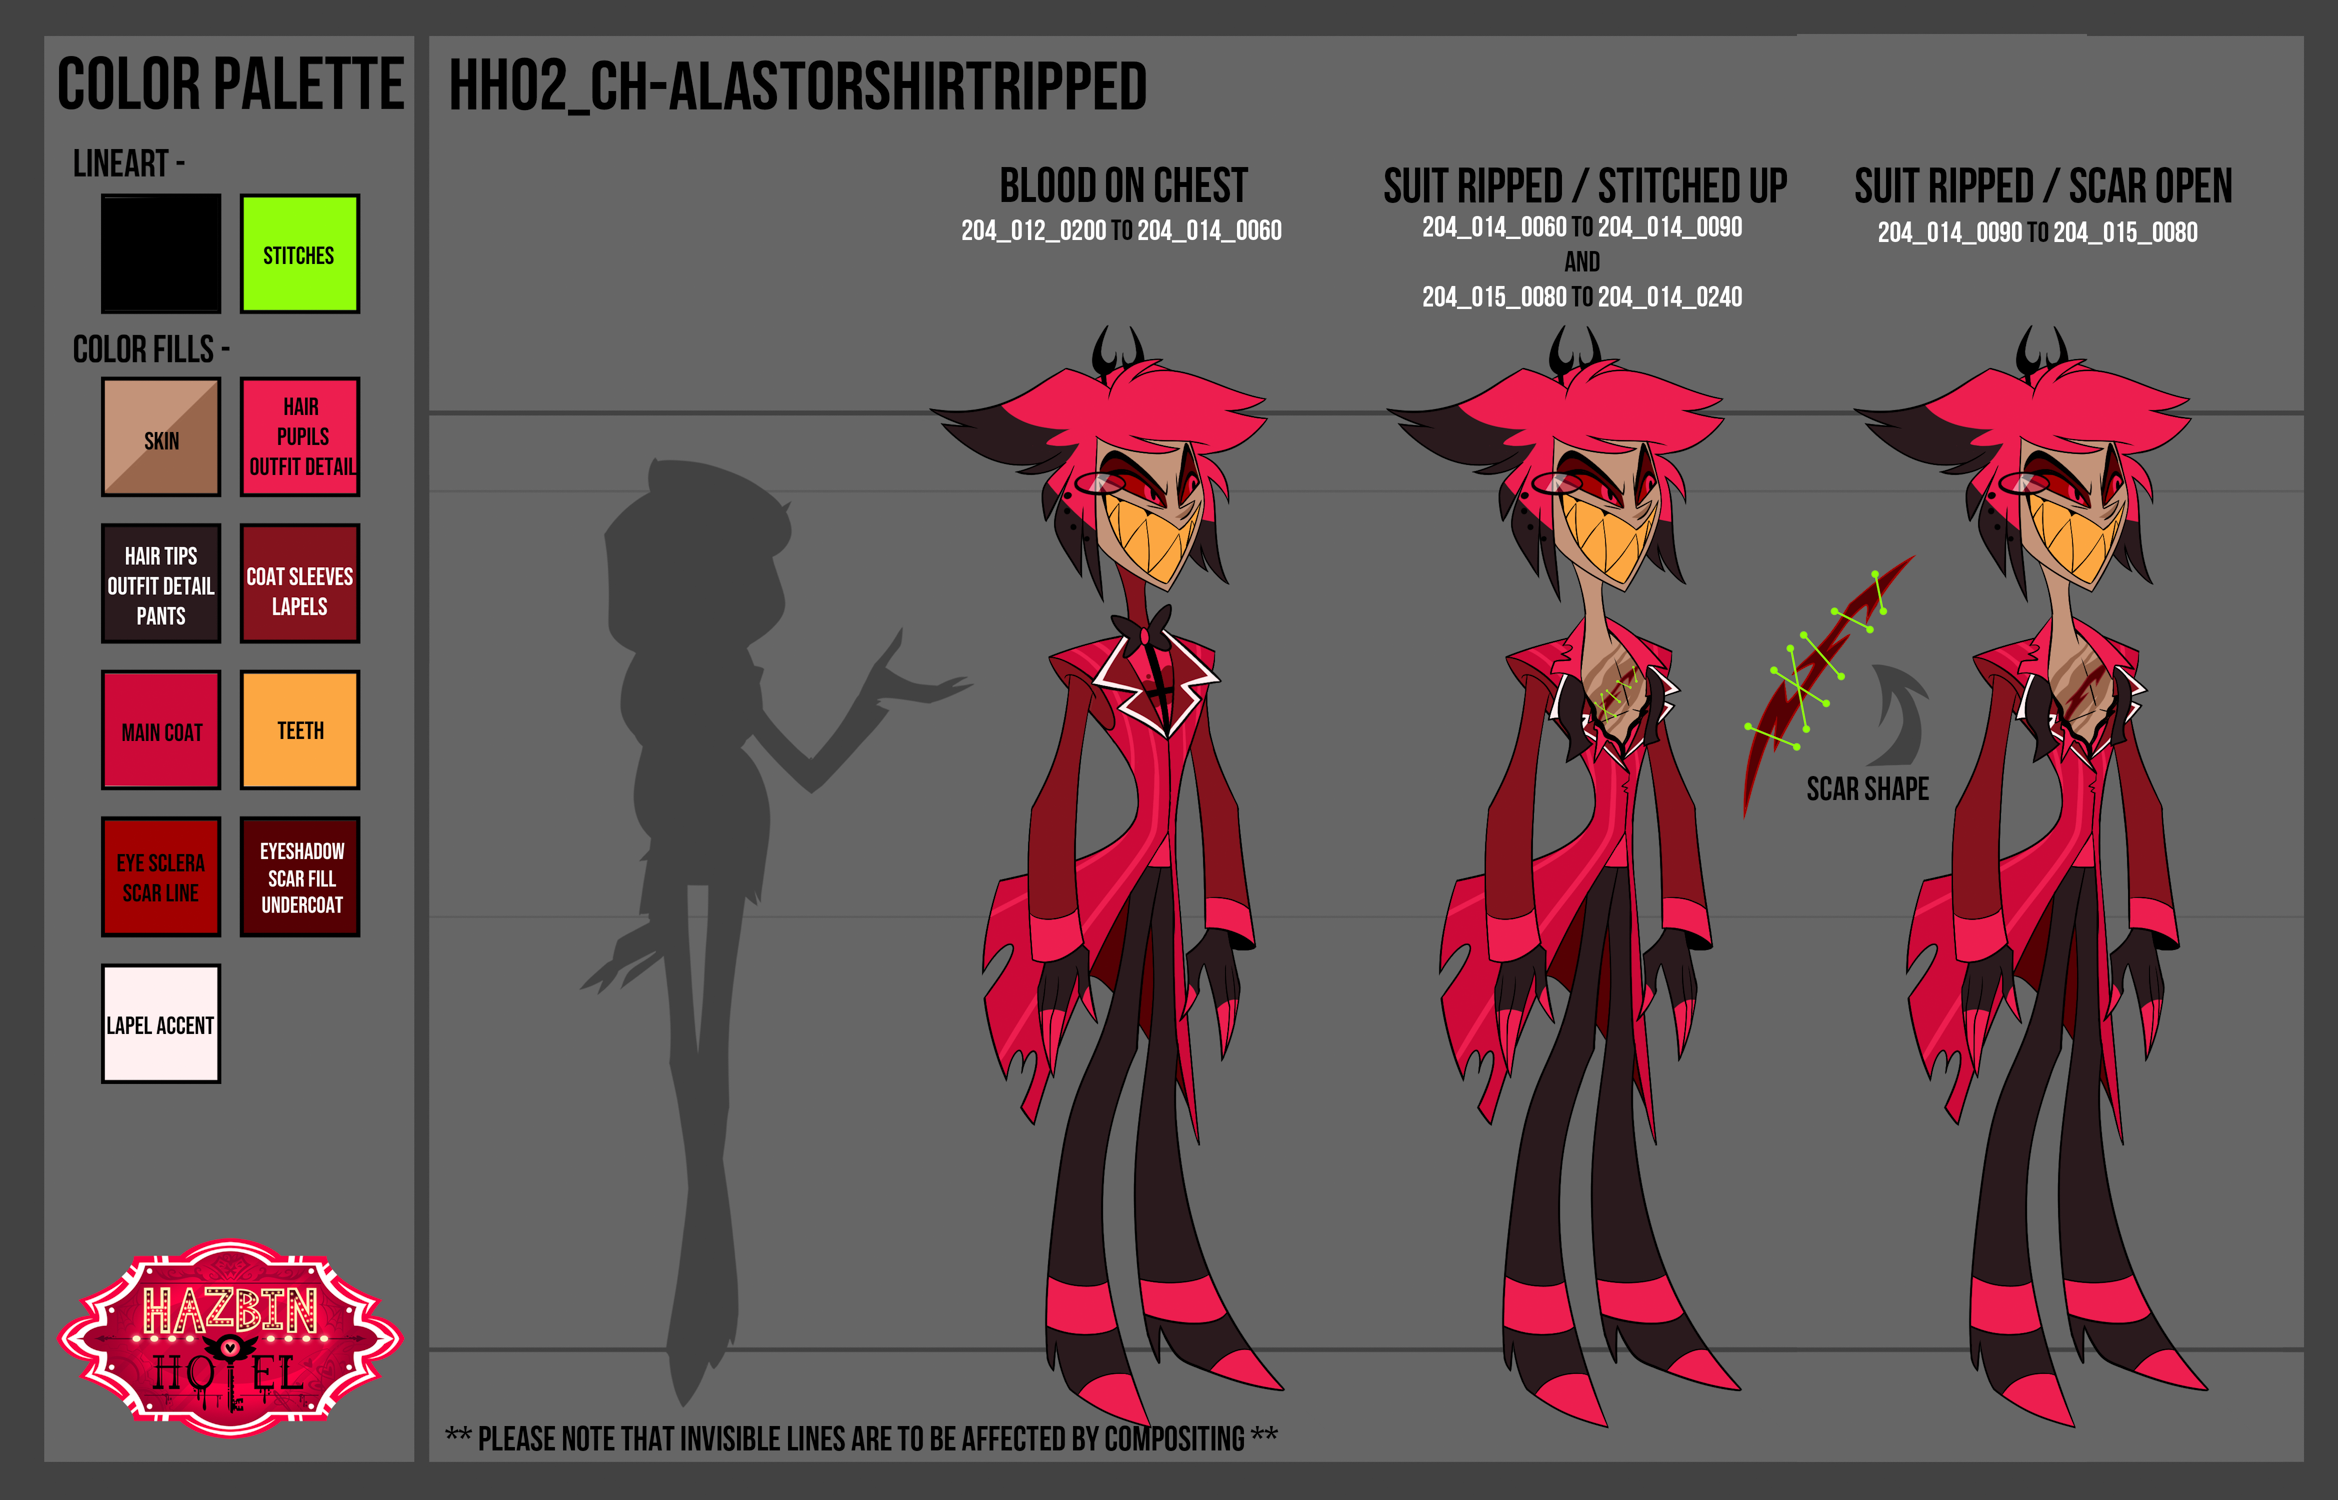 COLOR PALETTE
LINEART -
STITCHES
COLOR FILLS -
SKIN
HAIR
PUPILS
OUTFIT DETAIL
HAIR TIPS
OUTFIT DETAIL
PANTS
COAT SLEEVES
LAPELS
MAIN COAT
TEETH
EYE SCLERA
SCAR LINE
EYESHADOW
SCAR FILL
UNDERCOAT
LAPEL ACCENT
HAZBIN
HOTEL
HH02_CH-ALASTORSHIRTRIPPED
BLOOD ON CHEST
204_012_0200 TO 204_014_0060
SUIT RIPPED / STITCHED UP
204_014_0060 TO 204_014_0090
AND
204_015_0080 TO 204_014_0240
SUIT RIPPED / SCAR OPEN
204_014_0090 TO 204_015_0080
SCAR SHAPE
** PLEASE NOTE THAT INVISIBLE LINES ARE TO BE AFFECTED BY COMPOSITING **